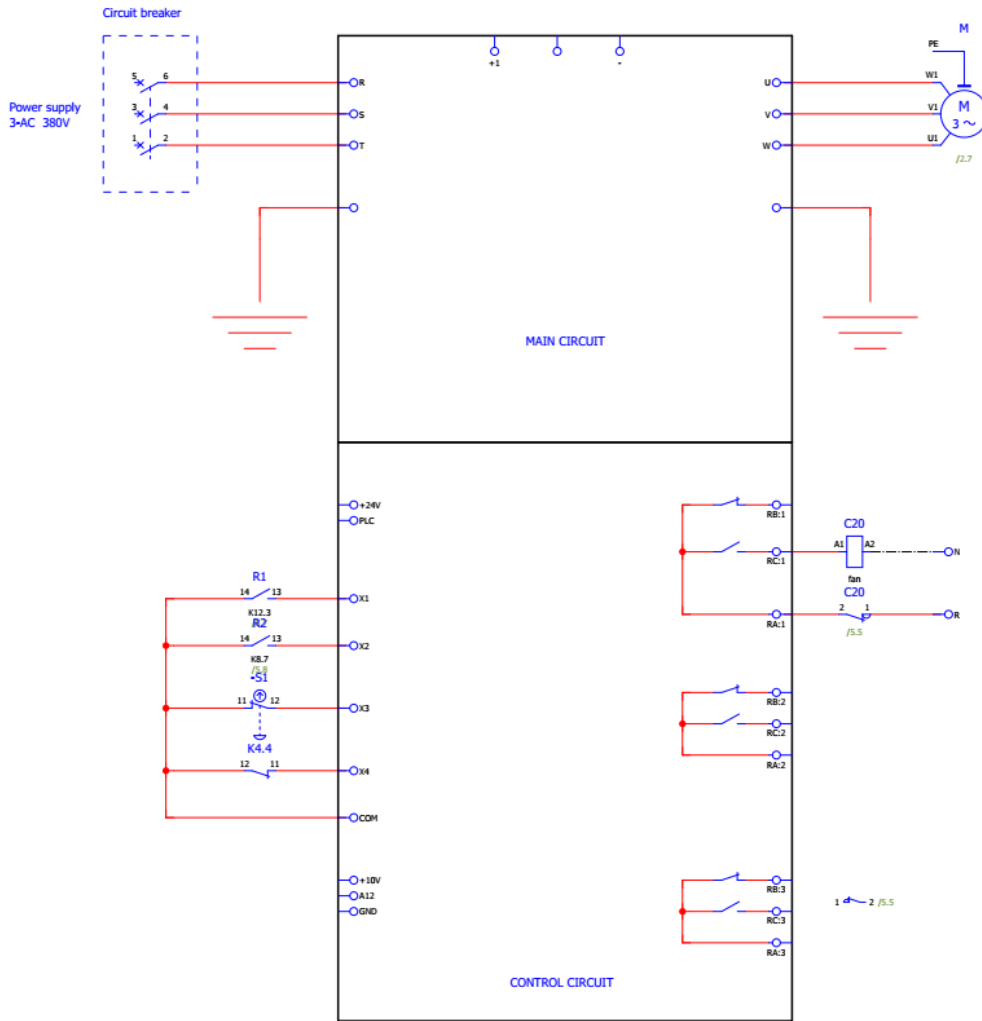 Circuit breaker
M
PE
+1
-
5 6
R
U
W1
Power supply
3-AC 380V
3 4
S
V
V1
M
3 ~
1 2
T
W
U1
/2.7
MAIN CIRCUIT
+24V
PLC
RB:1
C20
A1 A2
RC:1
N
fan
C20
R1
14 13
X1
K12.3
RA:1
2 1
R
/5.5
R2
14 13
X2
K8.7
/5.8
-S1
11 12
X3
RB:2
RC:2
K4.4
12 11
X4
RA:2
COM
+10V
A12
GND
RB:3
RC:3
1 2 /5.5
RA:3
CONTROL CIRCUIT